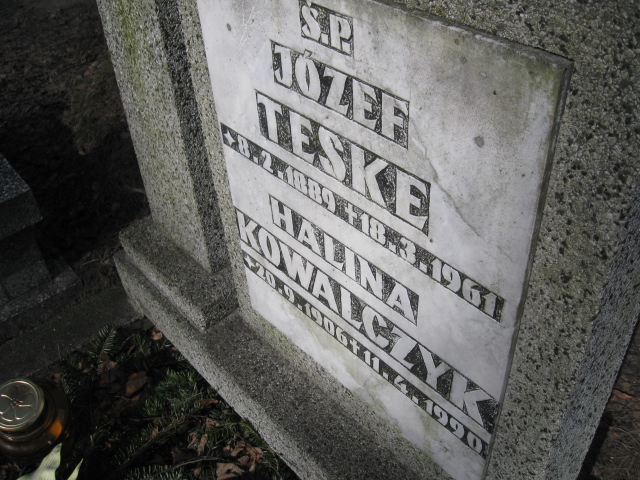 Ś.P.
JÓZEF
TESKE
*8.2.1889 †18.3.1961
HALINA
KOWALCZYK
*20.9.1906 †11.4.1990